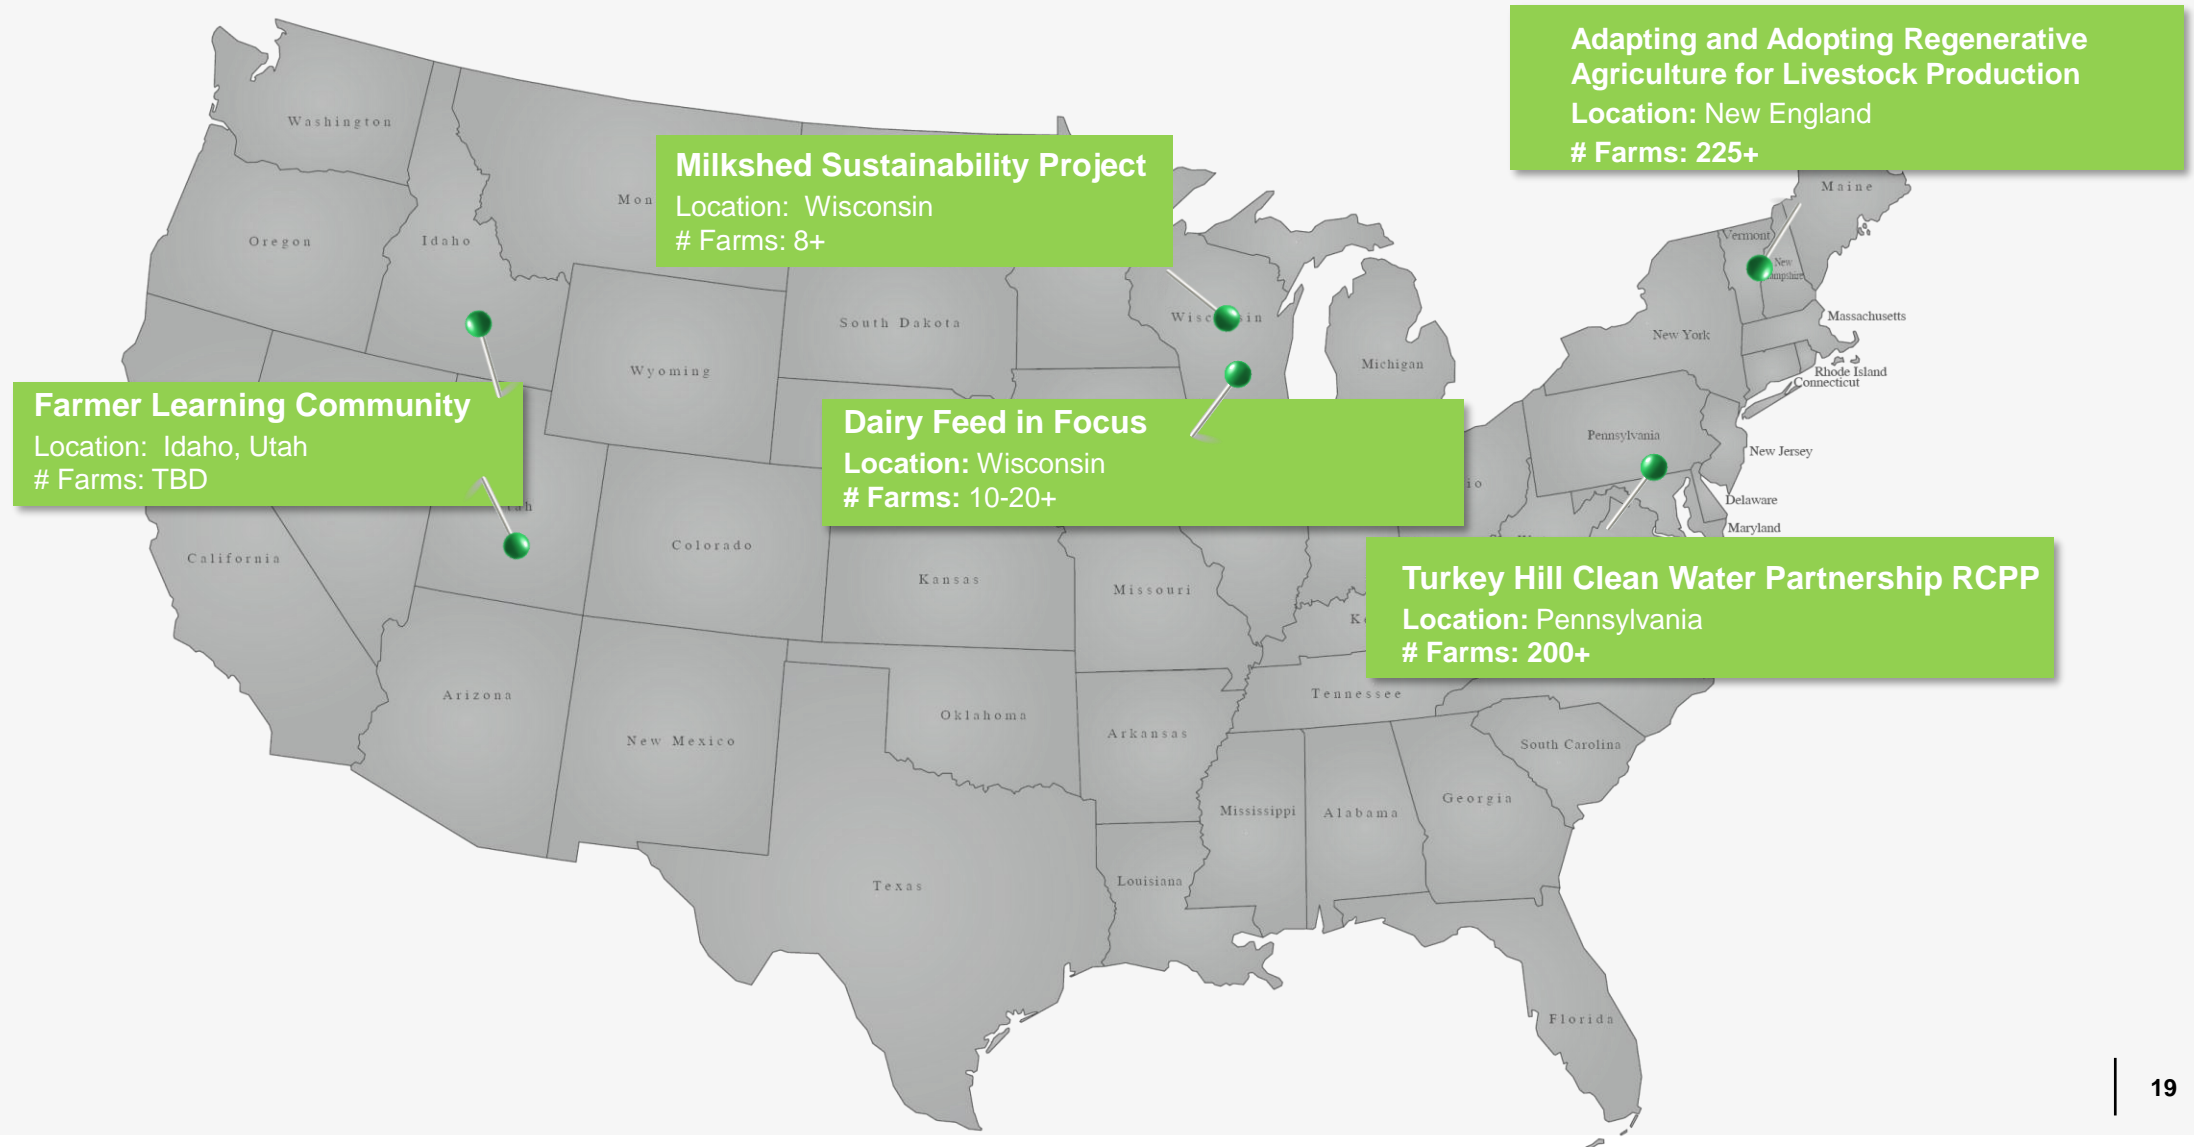 Adapting and Adopting Regenerative
Agriculture for Livestock Production
Location: New England
# Farms: 225+
Milkshed Sustainability Project
Location: Wisconsin
# Farms: 8+
Farmer Learning Community
Location: Idaho, Utah
# Farms: TBD
Dairy Feed in Focus
Location: Wisconsin
# Farms: 10-20+
Turkey Hill Clean Water Partnership RCPP
Location: Pennsylvania
# Farms: 200+
Washington
Oregon
Idaho
Wyoming
South Dakota
Michigan
Maine
Vermont
New
Massachusetts
New York
Rhode Island
Connecticut
Pennsylvania
New Jersey
Delaware
Maryland
California
Colorado
Kansas
Missouri
Arizona
New Mexico
Oklahoma
Arkansas
Tennessee
South Carolina
Mississippi
Alabama
Georgia
Texas
Louisiana
Florida
19